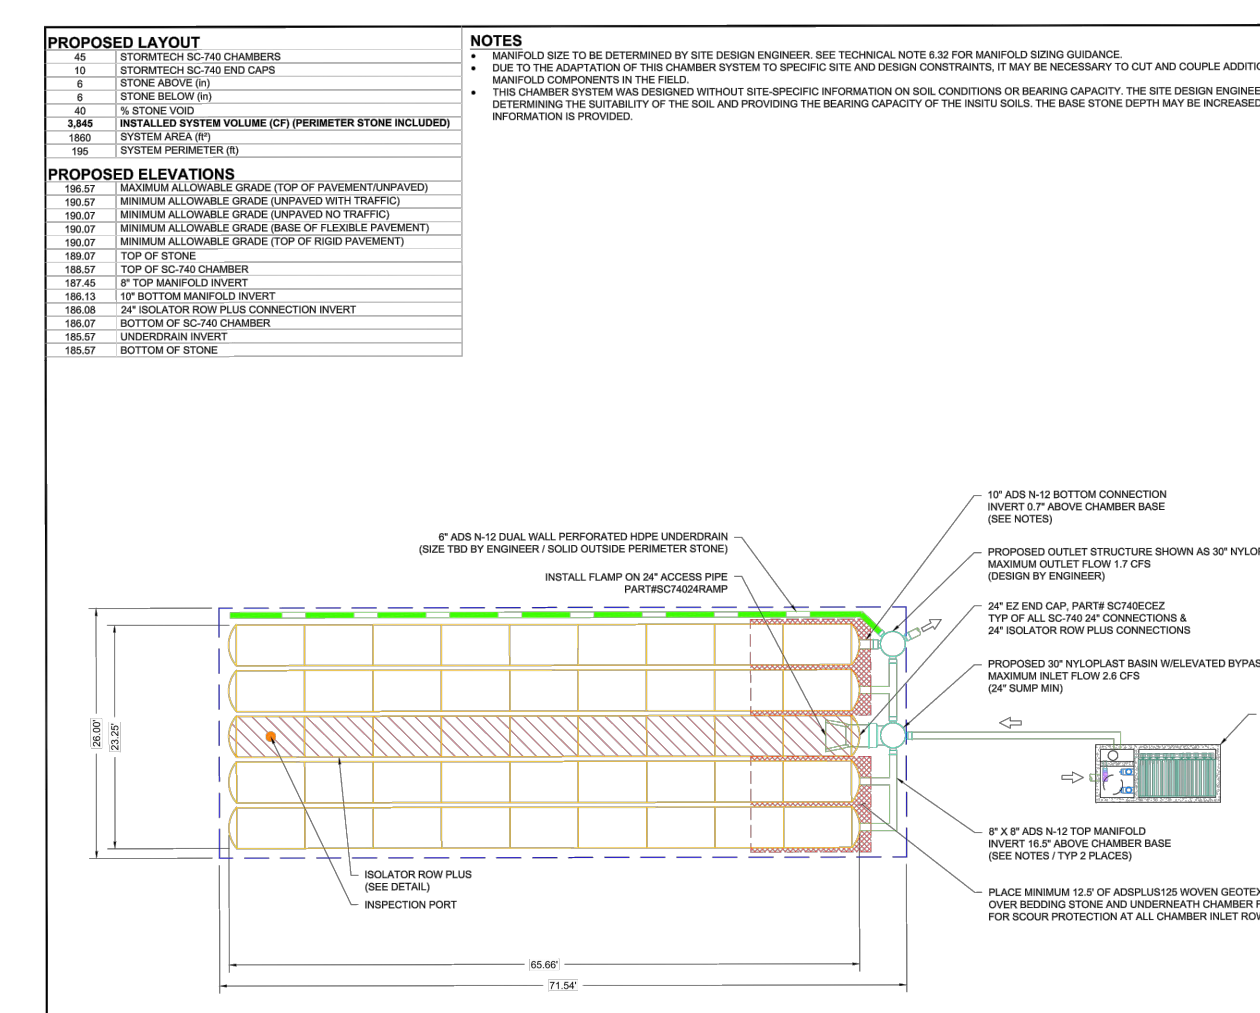 PROPOSED LAYOUT
45 STORMTECH SC-740 CHAMBERS
10 STORMTECH SC-740 END CAPS
6 STONE ABOVE (in)
6 STONE BELOW (in)
40 % STONE VOID
3,845 INSTALLED SYSTEM VOLUME (CF) (PERIMETER STONE INCLUDED)
1860 SYSTEM AREA (ft²)
195 SYSTEM PERIMETER (ft)
PROPOSED ELEVATIONS
196.57 MAXIMUM ALLOWABLE GRADE (TOP OF PAVEMENT/UNPAVED)
190.57 MINIMUM ALLOWABLE GRADE (UNPAVED WITH TRAFFIC)
190.07 MINIMUM ALLOWABLE GRADE (UNPAVED NO TRAFFIC)
190.07 MINIMUM ALLOWABLE GRADE (BASE OF FLEXIBLE PAVEMENT)
190.07 MINIMUM ALLOWABLE GRADE (TOP OF RIGID PAVEMENT)
189.07 TOP OF STONE
188.57 TOP OF SC-740 CHAMBER
187.45 8" TOP MANIFOLD INVERT
186.13 10" BOTTOM MANIFOLD INVERT
186.08 24" ISOLATOR ROW PLUS CONNECTION INVERT
186.07 BOTTOM OF SC-740 CHAMBER
185.57 UNDERDRAIN INVERT
185.57 BOTTOM OF STONE
NOTES
• MANIFOLD SIZE TO BE DETERMINED BY SITE DESIGN ENGINEER. SEE TECHNICAL NOTE 6.32 FOR MANIFOLD SIZING GUIDANCE.
• DUE TO THE ADAPTATION OF THIS CHAMBER SYSTEM TO SPECIFIC SITE AND DESIGN CONSTRAINTS, IT MAY BE NECESSARY TO CUT AND COUPLE
MANIFOLD COMPONENTS IN THE FIELD.
• THIS CHAMBER SYSTEM WAS DESIGNED WITHOUT SITE-SPECIFIC INFORMATION ON SOIL CONDITIONS OR BEARING CAPACITY. THE SITE DESIGN
DETERMINING THE SUITABILITY OF THE SOIL AND PROVIDING THE BEARING CAPACITY OF THE INSITU SOILS. THE BASE STONE DEPTH MAY BE INCREASED
INFORMATION IS PROVIDED.
10" ADS N-12 BOTTOM CONNECTION
INVERT 0.7" ABOVE CHAMBER BASE
(SEE NOTES)
6" ADS N-12 DUAL WALL PERFORATED HDPE UNDERDRAIN
(SIZE TBD BY ENGINEER / SOLID OUTSIDE PERIMETER STONE)
INSTALL FLAMP ON 24" ACCESS PIPE
PART#SC74024RAMP
PROPOSED OUTLET STRUCTURE SHOWN AS 30"
MAXIMUM OUTLET FLOW 1.7 CFS
(DESIGN BY ENGINEER)
24" EZ END CAP, PART# SC740ECEZ
TYP OF ALL SC-740 24" CONNECTIONS &
24" ISOLATOR ROW PLUS CONNECTIONS
PROPOSED 30" NYLOPLAST BASIN W/ELEVATED
MAXIMUM INLET FLOW 2.6 CFS
(24" SUMP MIN)
26.00'
23.25'
8" X 8" ADS N-12 TOP MANIFOLD
INVERT 16.5" ABOVE CHAMBER BASE
(SEE NOTES / TYP 2 PLACES)
ISOLATOR ROW PLUS
(SEE DETAIL)
INSPECTION PORT
PLACE MINIMUM 12.5' OF ADSPLUS125 WOVEN
OVER BEDDING STONE AND UNDERNEATH CHAMBER
FOR SCOUR PROTECTION AT ALL CHAMBER INLET
65.66'
71.54'